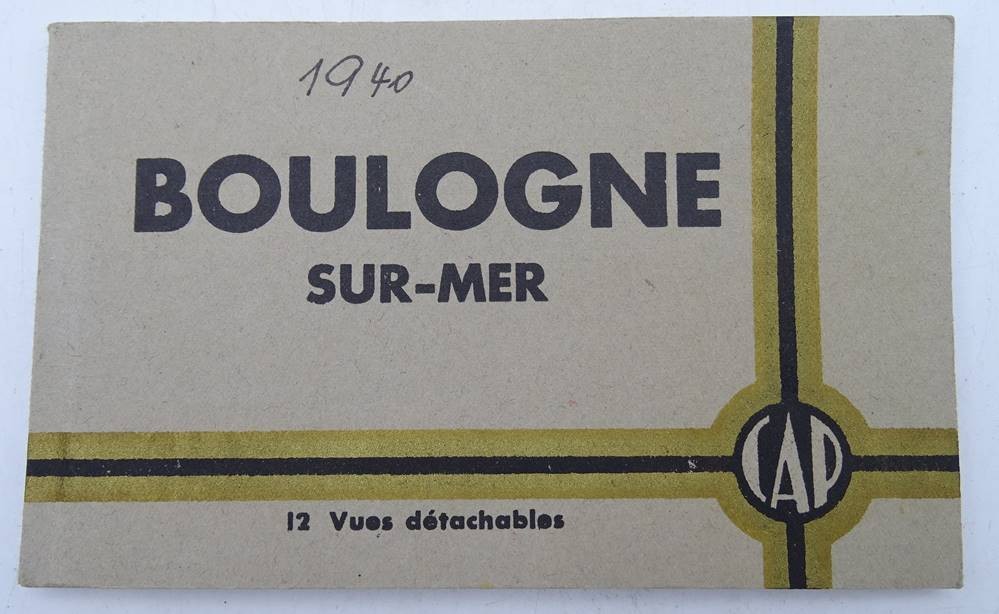 1940
BOULOGNE
SUR-MER
CAP
12 Vues détachables